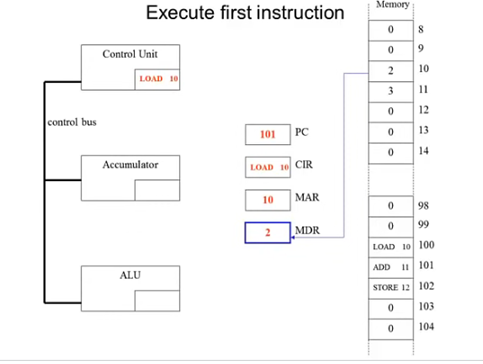 Execute first instruction
Memory
Control Unit
LOAD 10
control bus
Accumulator
ALU
101 PC
LOAD 10 CIR
10 MAR
2 MDR
0 8
0 9
2 10
3 11
0 12
0 13
0 14
0 98
0 99
LOAD 10 100
ADD 11 101
STORE 12 102
0 103
0 104